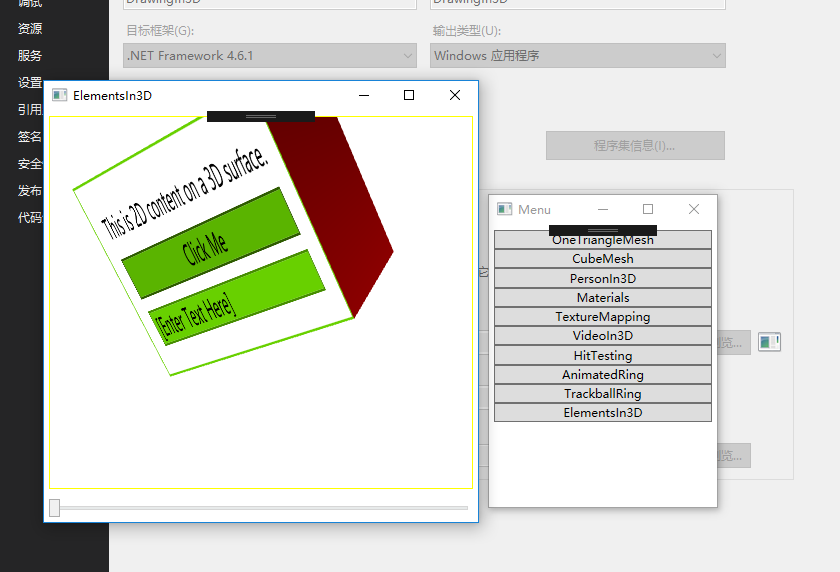 调试
DrawingIn3D
DrawingIn3D
资源
目标框架(G):
输出类型(U):
服务
.NET Framework 4.6.1
Windows 应用程序
设置
引用
签名
安全
发布
代码
程序集信息(I)...
ElementsIn3D
This is 2D content on a 3D surface.
Click Me
[Enter Text Here]
Menu
OneTriangleMesh
CubeMesh
PersonIn3D
Materials
TextureMapping
VideoIn3D
HitTesting
AnimatedRing
TrackballRing
ElementsIn3D
它
览...
览...